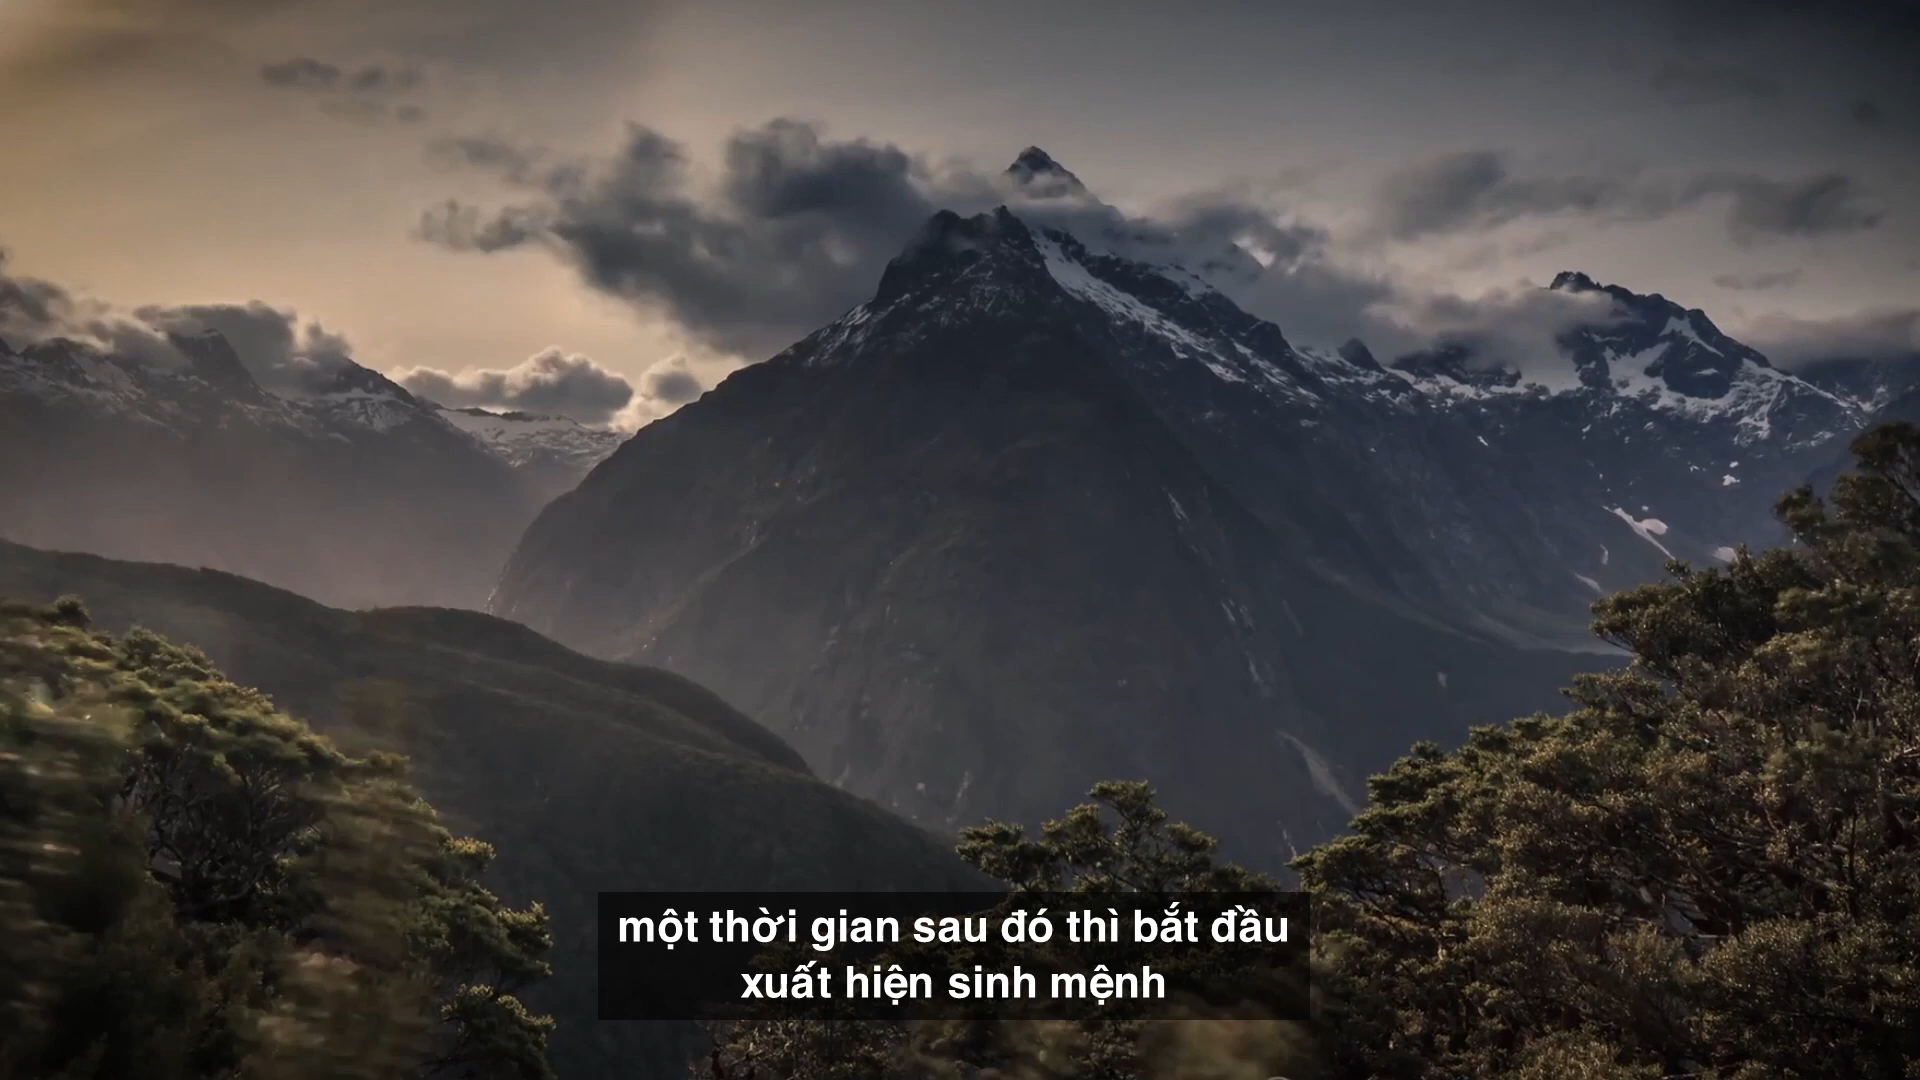 một thời gian sau đó thì bắt đầu
xuất hiện sinh mệnh